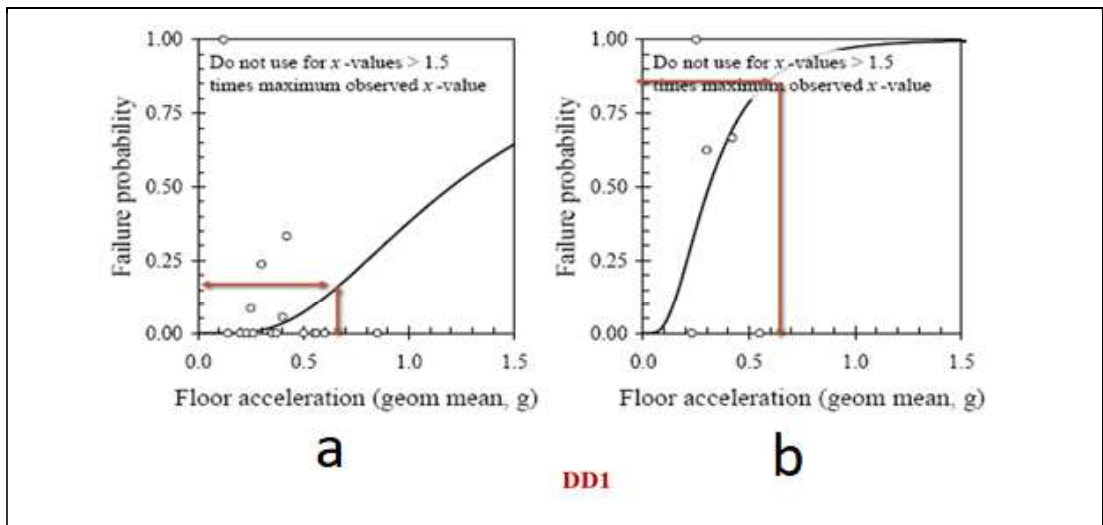 1.00
0.75
0.50
0.25
0.00
Failure probability
Do not use for x-values > 1.5
times maximum observed x-value
0.0 0.5 1.0 1.5
Floor acceleration (geom mean, g)
a
1.00
0.75
0.50
0.25
0.00
Failure probability
Do not use for x-values > 1.5
times maximum observed x-value
0.0 0.5 1.0 1.5
Floor acceleration (geom mean, g)
b
DD1